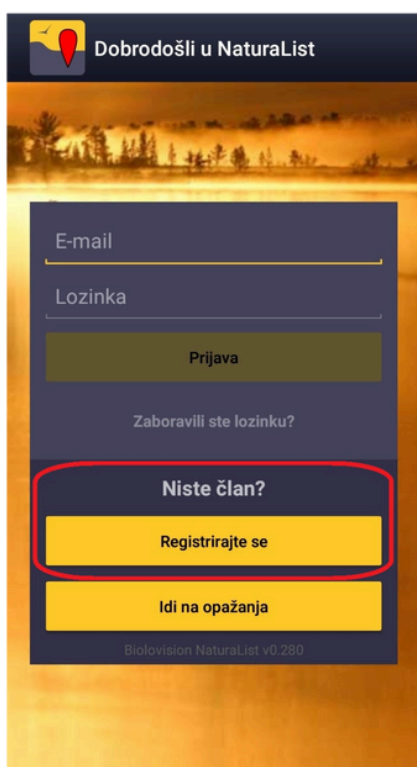 Dobrodošli u NaturaList
E-mail
Lozinka
Prijava
Zaboravili ste lozinku?
Niste član?
Registrirajte se
Idi na opažanja
Biolovision NaturaList v0.280